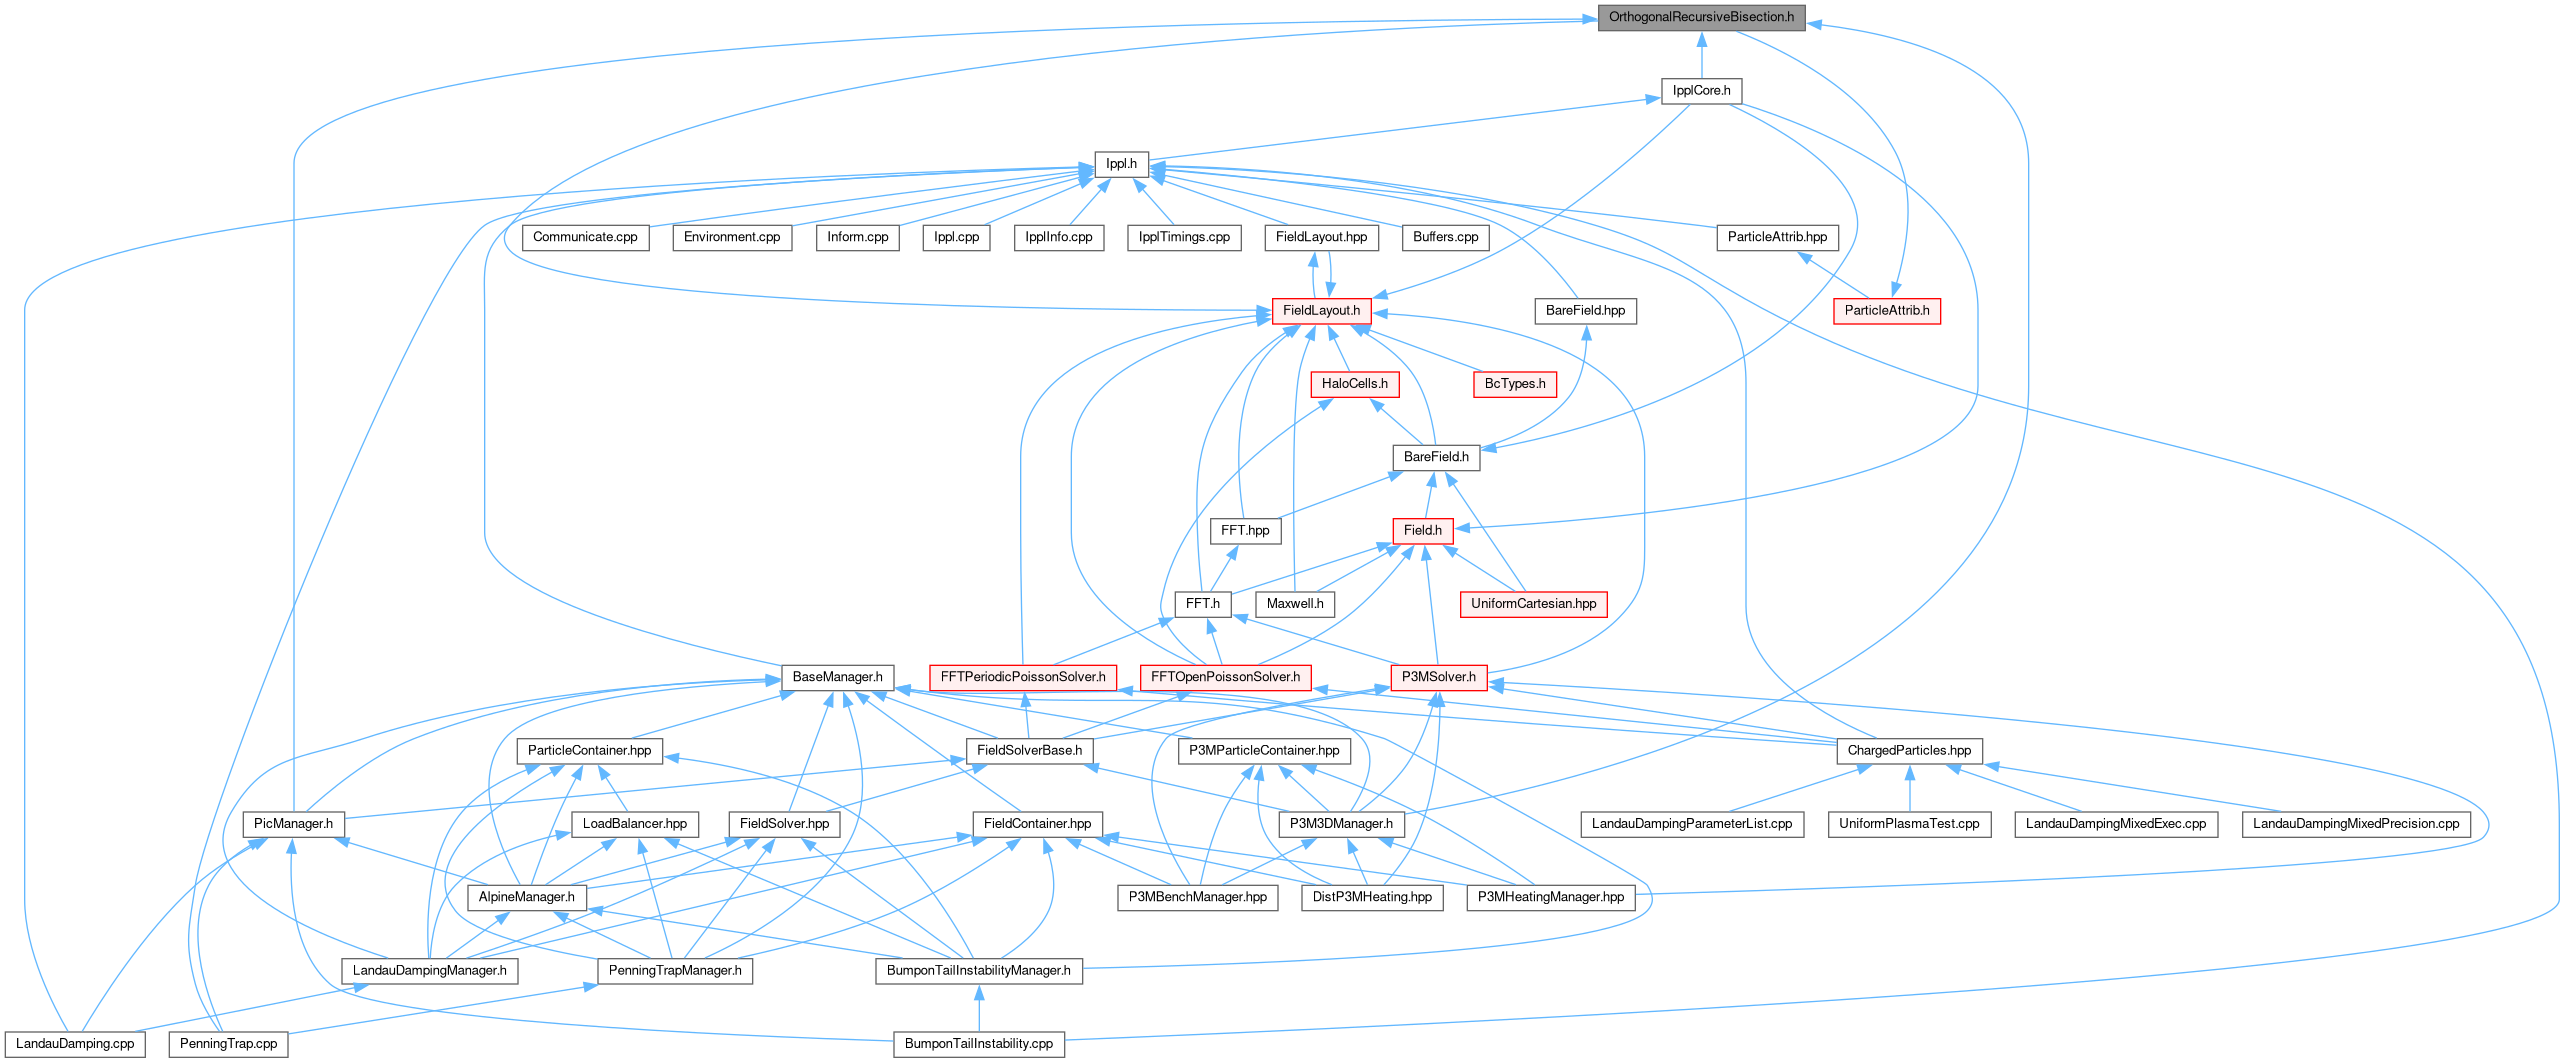 OrthogonalRecursiveBisection.h
IpplCore.h
Ippl.h
Communicate.cpp
Environment.cpp
Inform.cpp
Ippl.cpp
IpplInfo.cpp
IpplTimings.cpp
FieldLayout.hpp
Buffers.cpp
ParticleAttrib.hpp
FieldLayout.h
BareField.hpp
ParticleAttrib.h
HaloCells.h
BcTypes.h
BareField.h
FFT.hpp
Field.h
FFT.h
Maxwell.h
UniformCartesian.hpp
BaseManager.h
FFTPeriodicPoissonSolver.h
FFTOpenPoissonSolver.h
P3MSolver.h
ParticleContainer.hpp
FieldSolverBase.h
P3MParticleContainer.hpp
ChargedParticles.hpp
PicManager.h
LoadBalancer.hpp
FieldSolver.hpp
FieldContainer.hpp
P3M3DManager.h
LandauDampingParameterList.cpp
UniformPlasmaTest.cpp
LandauDampingMixedExec.cpp
LandauDampingMixedPrecision.cpp
AlpineManager.h
P3MBenchManager.hpp
DistP3MHeating.hpp
P3MHeatingManager.hpp
LandauDampingManager.h
PenningTrapManager.h
BumponTailInstabilityManager.h
LandauDamping.cpp
PenningTrap.cpp
BumponTailInstability.cpp